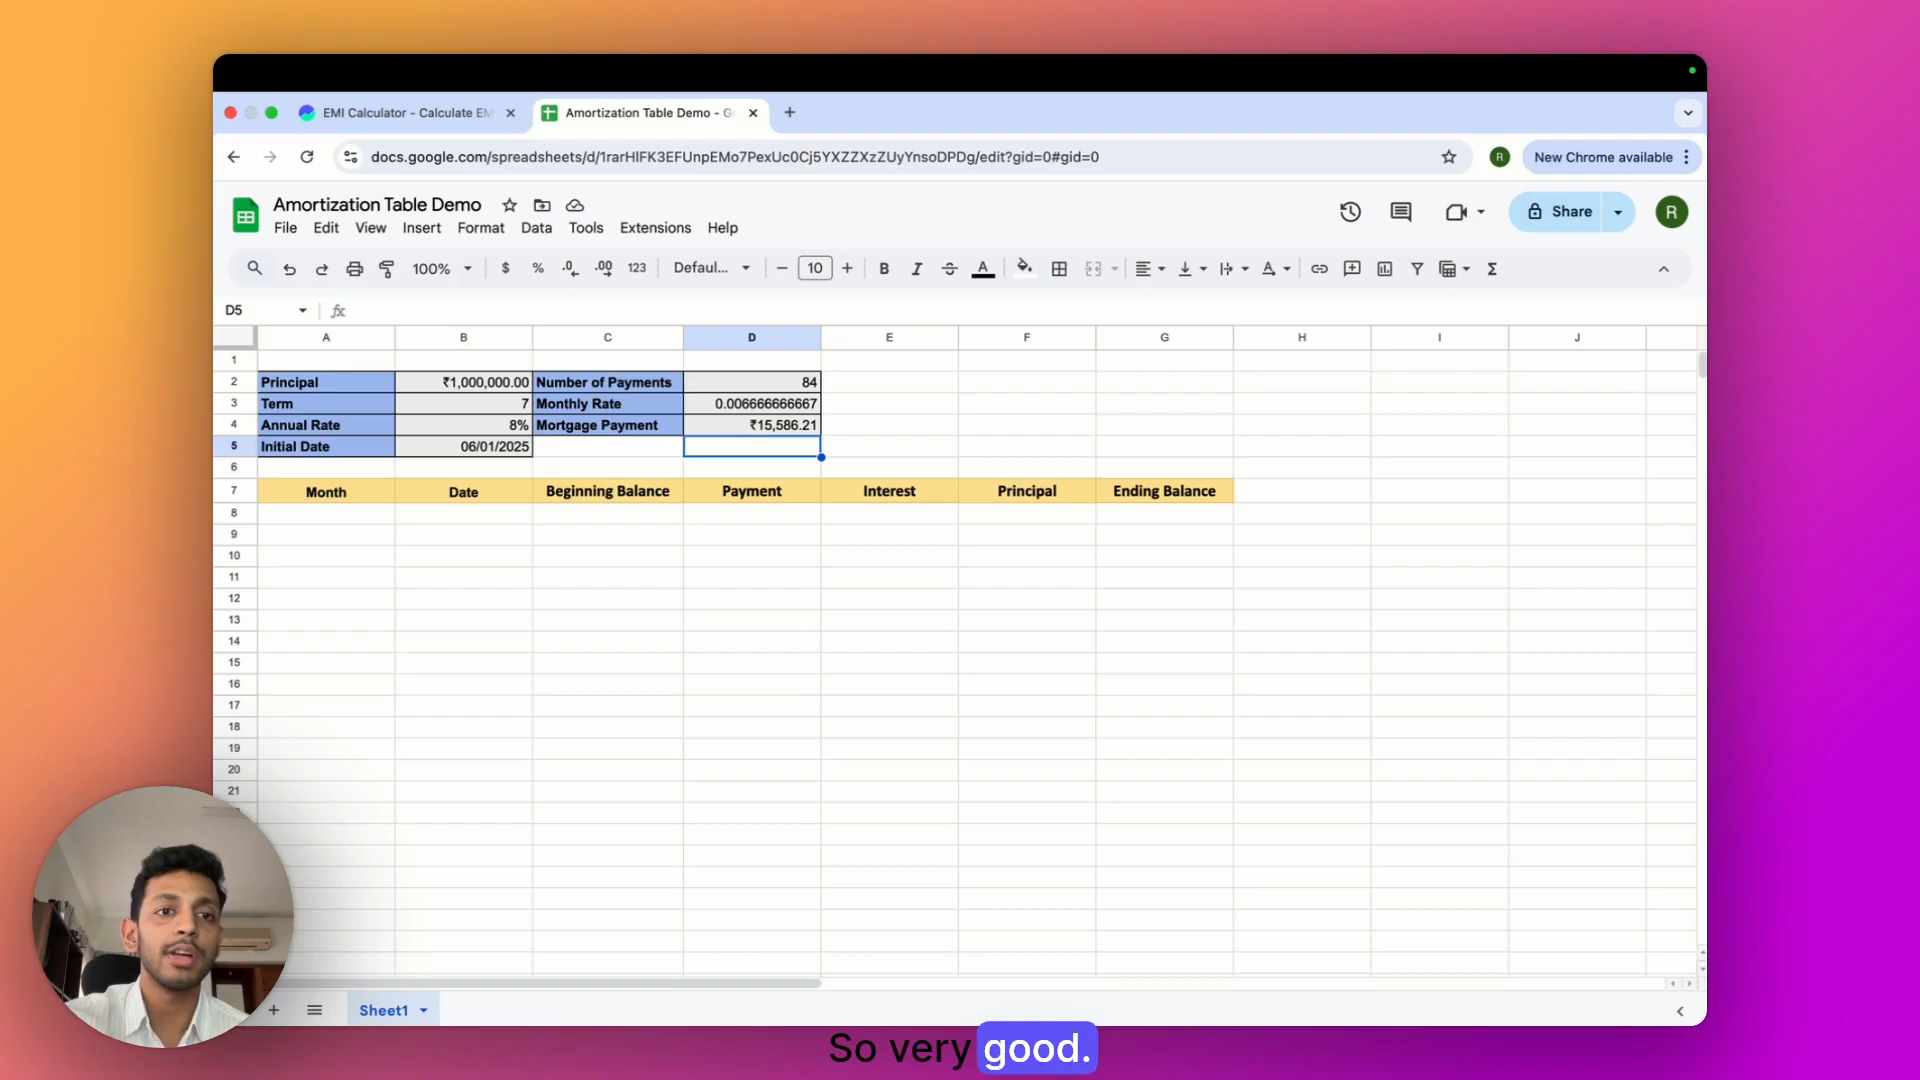 EMI Calculator - Calculate EM
Amortization Table Demo - G
docs.google.com/spreadsheets/d/1rarHIFK3EFUnpEMo7PexUc0Cj5YXZZXzZUyYnsoDPDg/edit?gid=0#gid=0
R
New Chrome available
Amortization Table Demo
File Edit View Insert Format Data Tools Extensions Help
Share
R
100% $ % .0 .00 123 Defaul... 10 B I S A Σ
D5 fx
A B C D E F G H I J
1
2 Principal ₹1,000,000.00 Number of Payments 84
3 Term 7 Monthly Rate 0.006666666667
4 Annual Rate 8% Mortgage Payment ₹15,586.21
5 Initial Date 06/01/2025
6
7 Month Date Beginning Balance Payment Interest Principal Ending Balance
8
9
10
11
12
13
14
15
16
17
18
19
20
21
Sheet1
So very good.